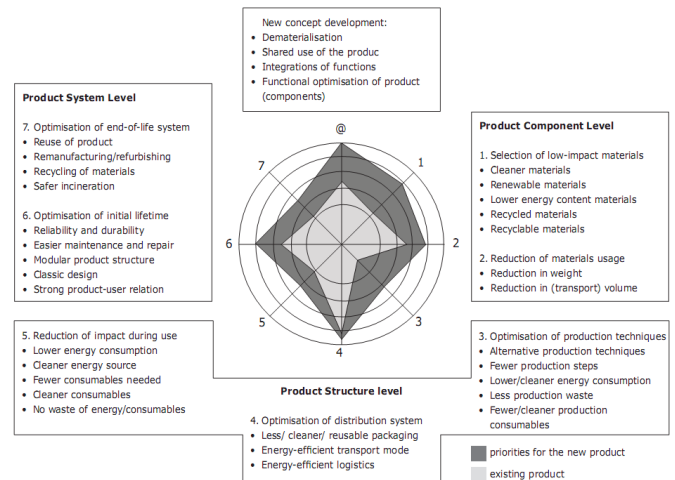 New concept development:
• Dematerialisation
• Shared use of the produc
• Integrations of functions
• Functional optimisation of product
(components)
Product System Level
7. Optimisation of end-of-life system
• Reuse of product
• Remanufacturing/refurbishing
• Recycling of materials
• Safer incineration
6. Optimisation of initial lifetime
• Reliability and durability
• Easier maintenance and repair
• Modular product structure
• Classic design
• Strong product-user relation
@
1
2
3
4
5
6
7
Product Component Level
1. Selection of low-impact materials
• Cleaner materials
• Renewable materials
• Lower energy content materials
• Recycled materials
• Recyclable materials
2. Reduction of materials usage
• Reduction in weight
• Reduction in (transport) volume
5. Reduction of impact during use
• Lower energy consumption
• Cleaner energy source
• Fewer consumables needed
• Cleaner consumables
• No waste of energy/consumables
Product Structure level
4. Optimisation of distribution system
• Less/ cleaner/ reusable packaging
• Energy-efficient transport mode
• Energy-efficient logistics
3. Optimisation of production techniques
• Alternative production techniques
• Fewer production steps
• Lower/cleaner energy consumption
• Less production waste
• Fewer/cleaner production
consumables
priorities for the new product
existing product